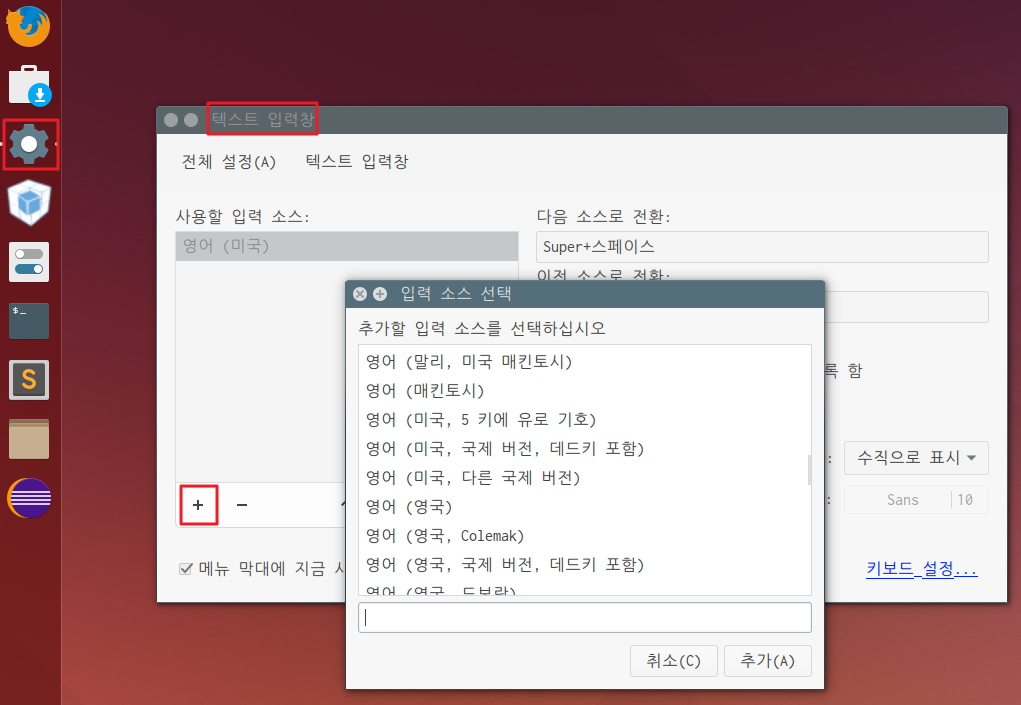 텍스트 입력창
전체 설정(A) 텍스트 입력창
사용할 입력 소스:
영어 (미국)
다음 소스로 전환:
Super+스페이스
이전 소스로 전환:
입력 소스 선택
추가할 입력 소스를 선택하십시오
영어 (말리, 미국 매킨토시)
영어 (매킨토시)
영어 (미국, 5 키에 유로 기호)
영어 (미국, 국제 버전, 데드키 포함)
영어 (미국, 다른 국제 버전)
영어 (영국)
영어 (영국, Colemak)
영어 (영국, 국제 버전, 데드키 포함)
영어 (영국, 드보락)
록 함
: 수직으로 표시
: Sans 10
+ −
메뉴 막대에 지금 시
키보드 설정...
취소(C) 추가(A)
$_
S